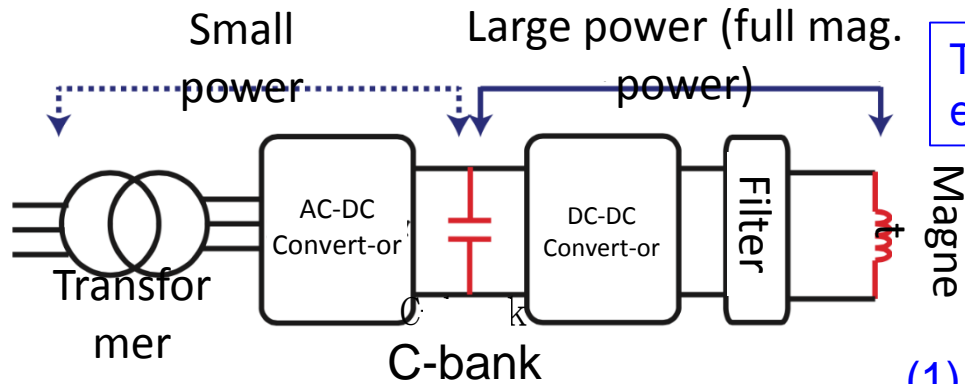 Small
power
Large power (full mag.
power)
T
e
AC-DC
Convert-or
DC-DC
Convert-or
Filter
Magne
t
Transfor
mer
C k
C-bank
(1)